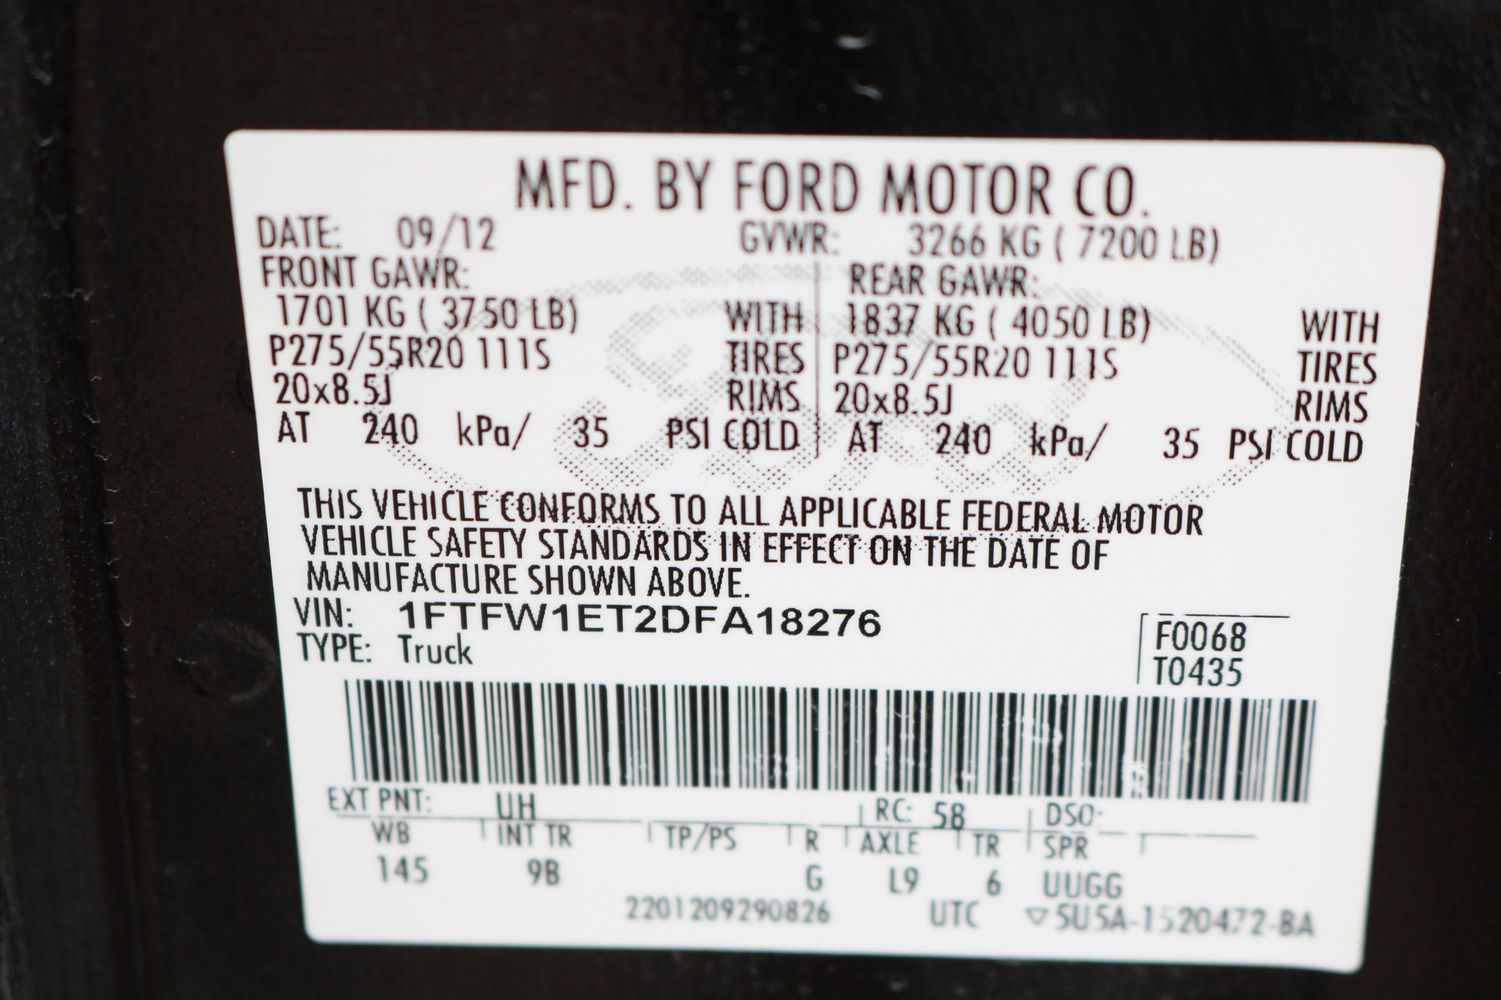 MFD. BY FORD MOTOR CO.
DATE: 09/12 GVWR: 3266 KG ( 7200 LB)
FRONT GAWR: REAR GAWR:
1701 KG ( 3750 LB) WITH 1837 KG ( 4050 LB) WITH
P275/55R20 111S TIRES P275/55R20 111S TIRES
20x8.5J RIMS 20x8.5J RIMS
AT 240 kPa/ 35 PSI COLD AT 240 kPa/ 35 PSI COLD
THIS VEHICLE CONFORMS TO ALL APPLICABLE FEDERAL MOTOR
VEHICLE SAFETY STANDARDS IN EFFECT ON THE DATE OF
MANUFACTURE SHOWN ABOVE.
VIN: 1FTFW1ET2DFA18276 F0068
TYPE: Truck T0435
EXT PNT: UH RC: 58 DSO:
WB INT TR TP/PS R AXLE TR SPR
145 9B G L9 6 UUGG
2201209290826 UTC ▽5U5A-1520472-BA
Ford